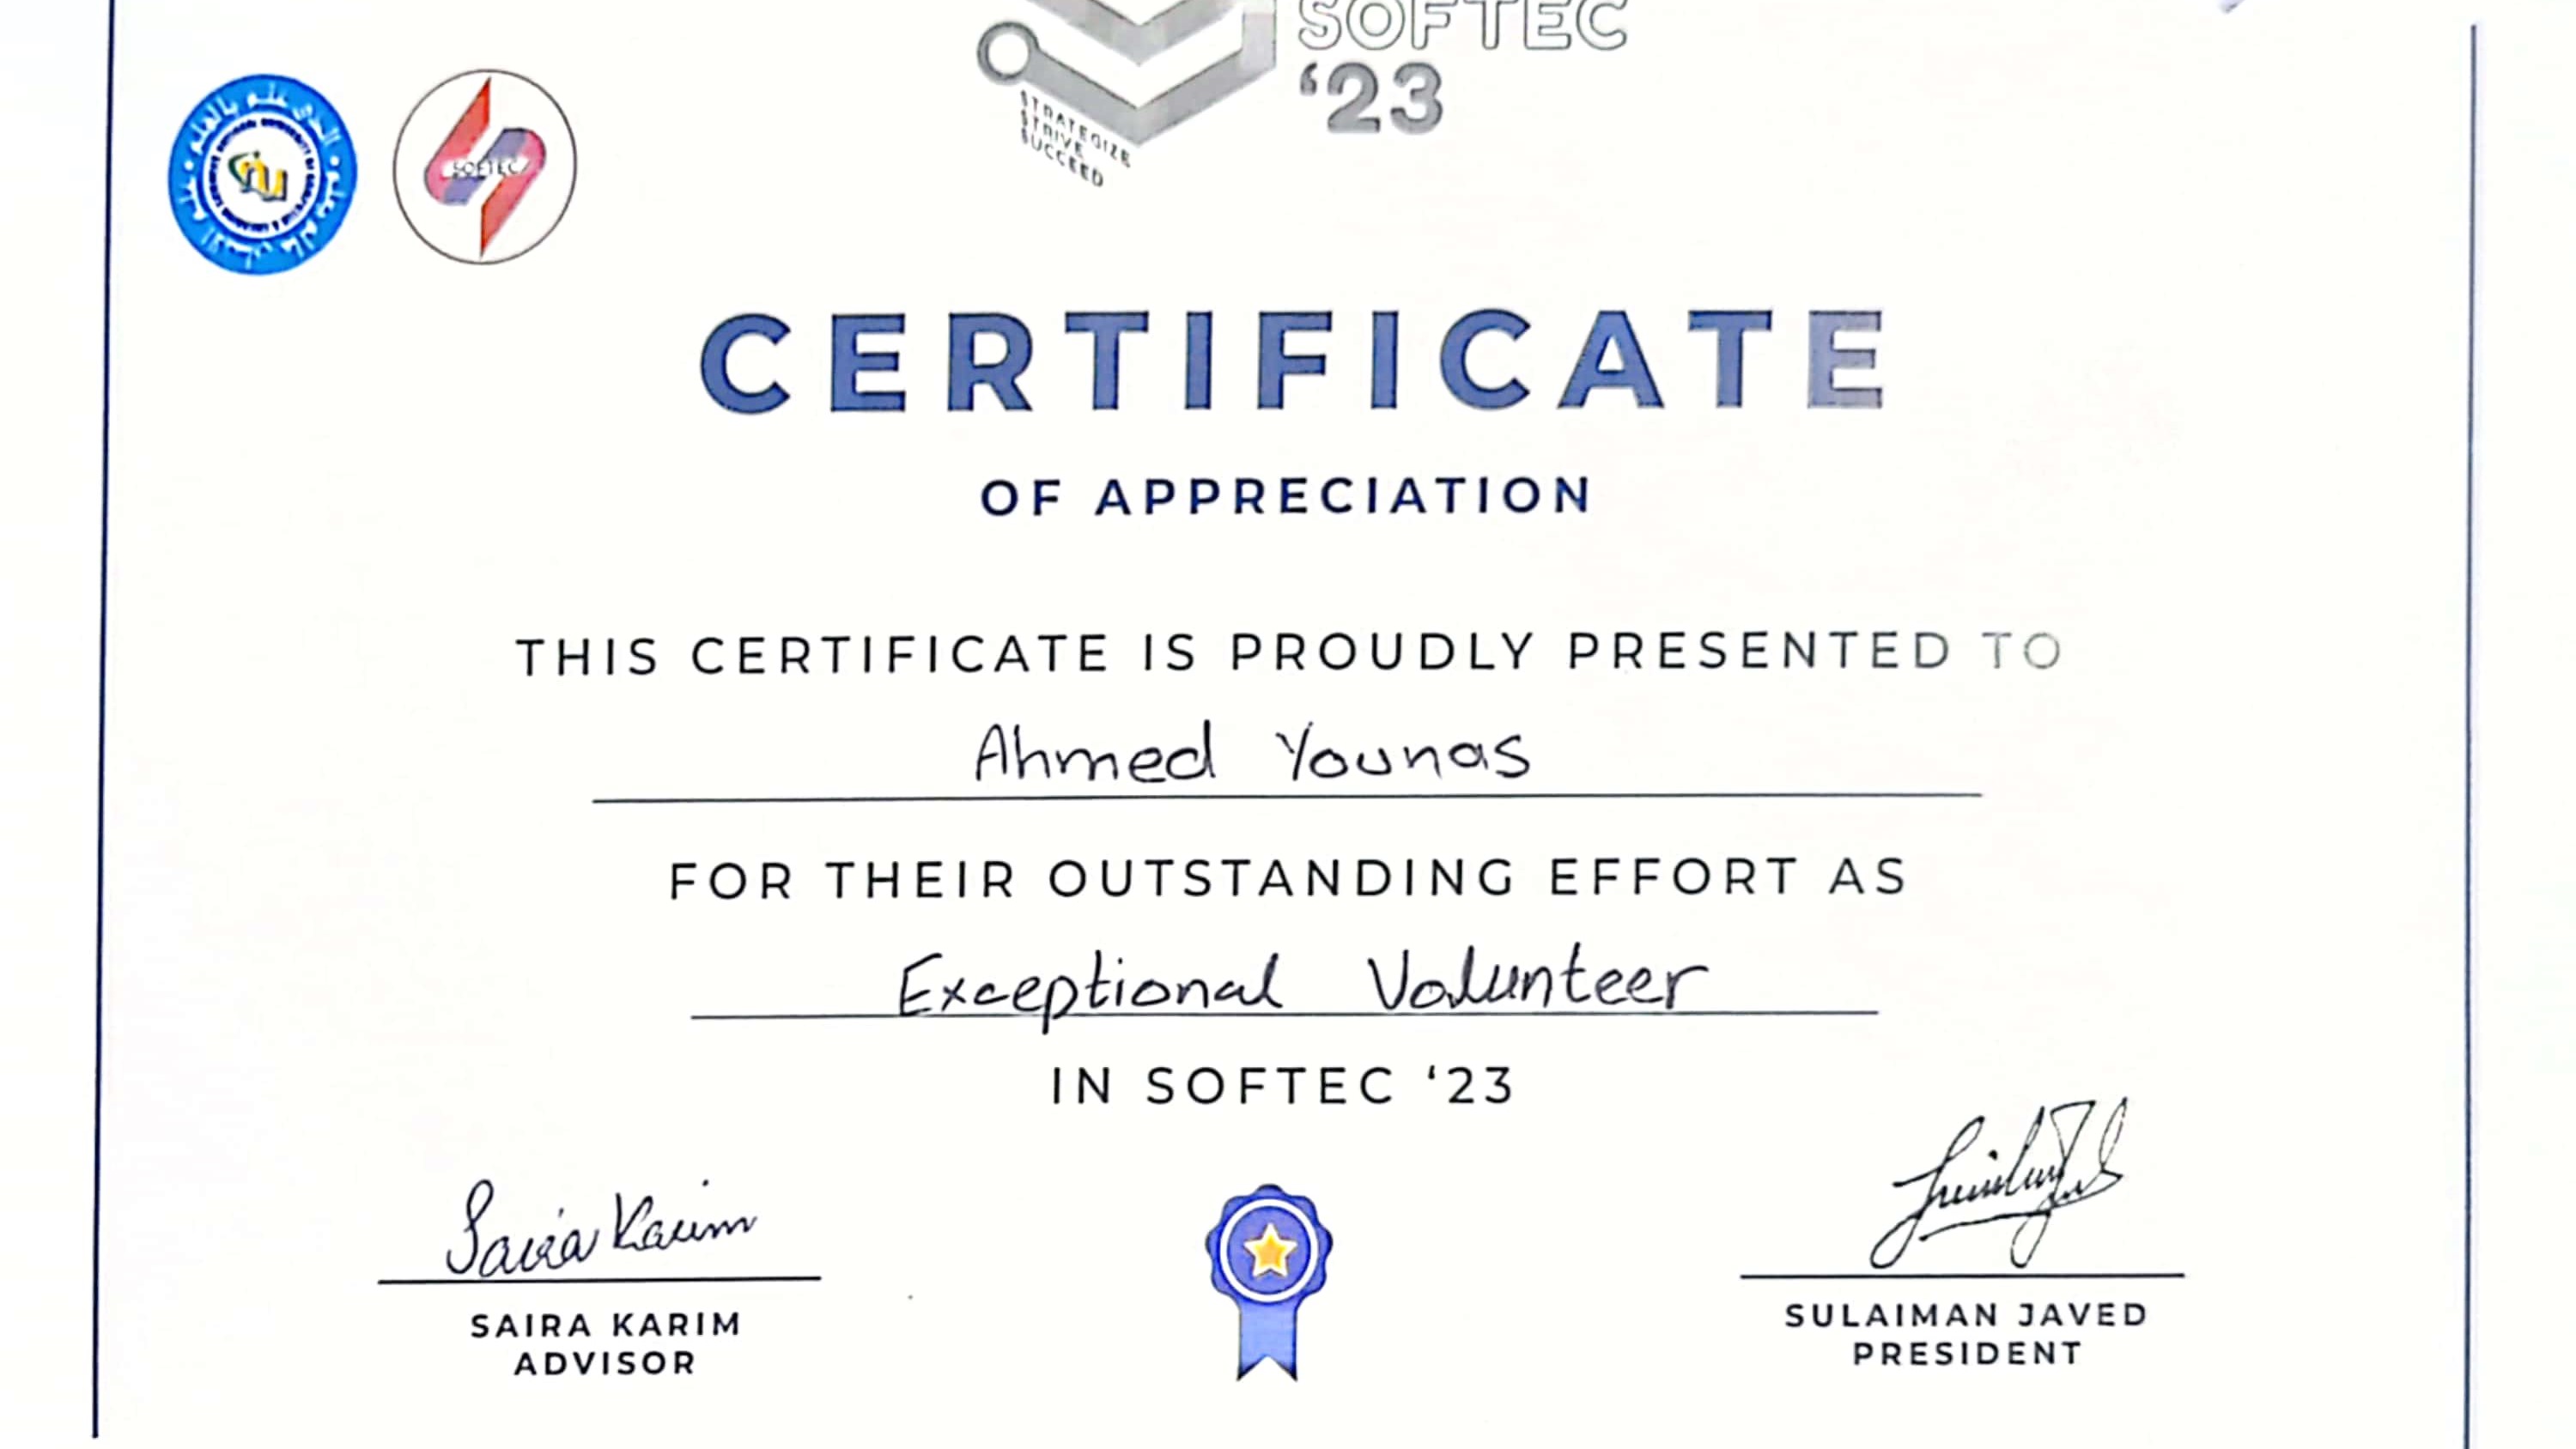 SOFTEC
‘23
STRATEGIZE
STRIVE
SUCCEED
SOFTEC
CERTIFICATE
OF APPRECIATION
THIS CERTIFICATE IS PROUDLY PRESENTED TO
Ahmed Younas
FOR THEIR OUTSTANDING EFFORT AS
Exceptional Volunteer
IN SOFTEC ‘23
Saira Karim
SAIRA KARIM
ADVISOR
SULAIMAN JAVED
PRESIDENT